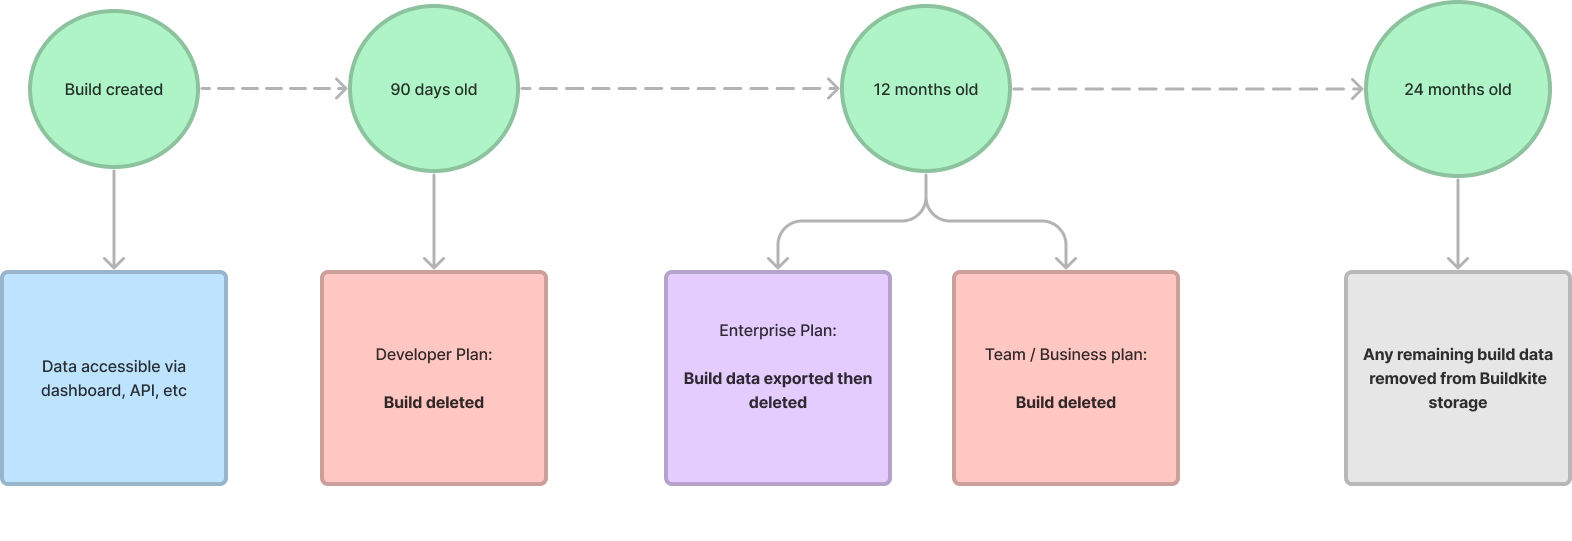 Build created
90 days old
12 months old
24 months old
Data accessible via
dashboard, API, etc
Developer Plan:
Build deleted
Enterprise Plan:
Build data exported then
deleted
Team / Business plan:
Build deleted
Any remaining build data
removed from Buildkite
storage